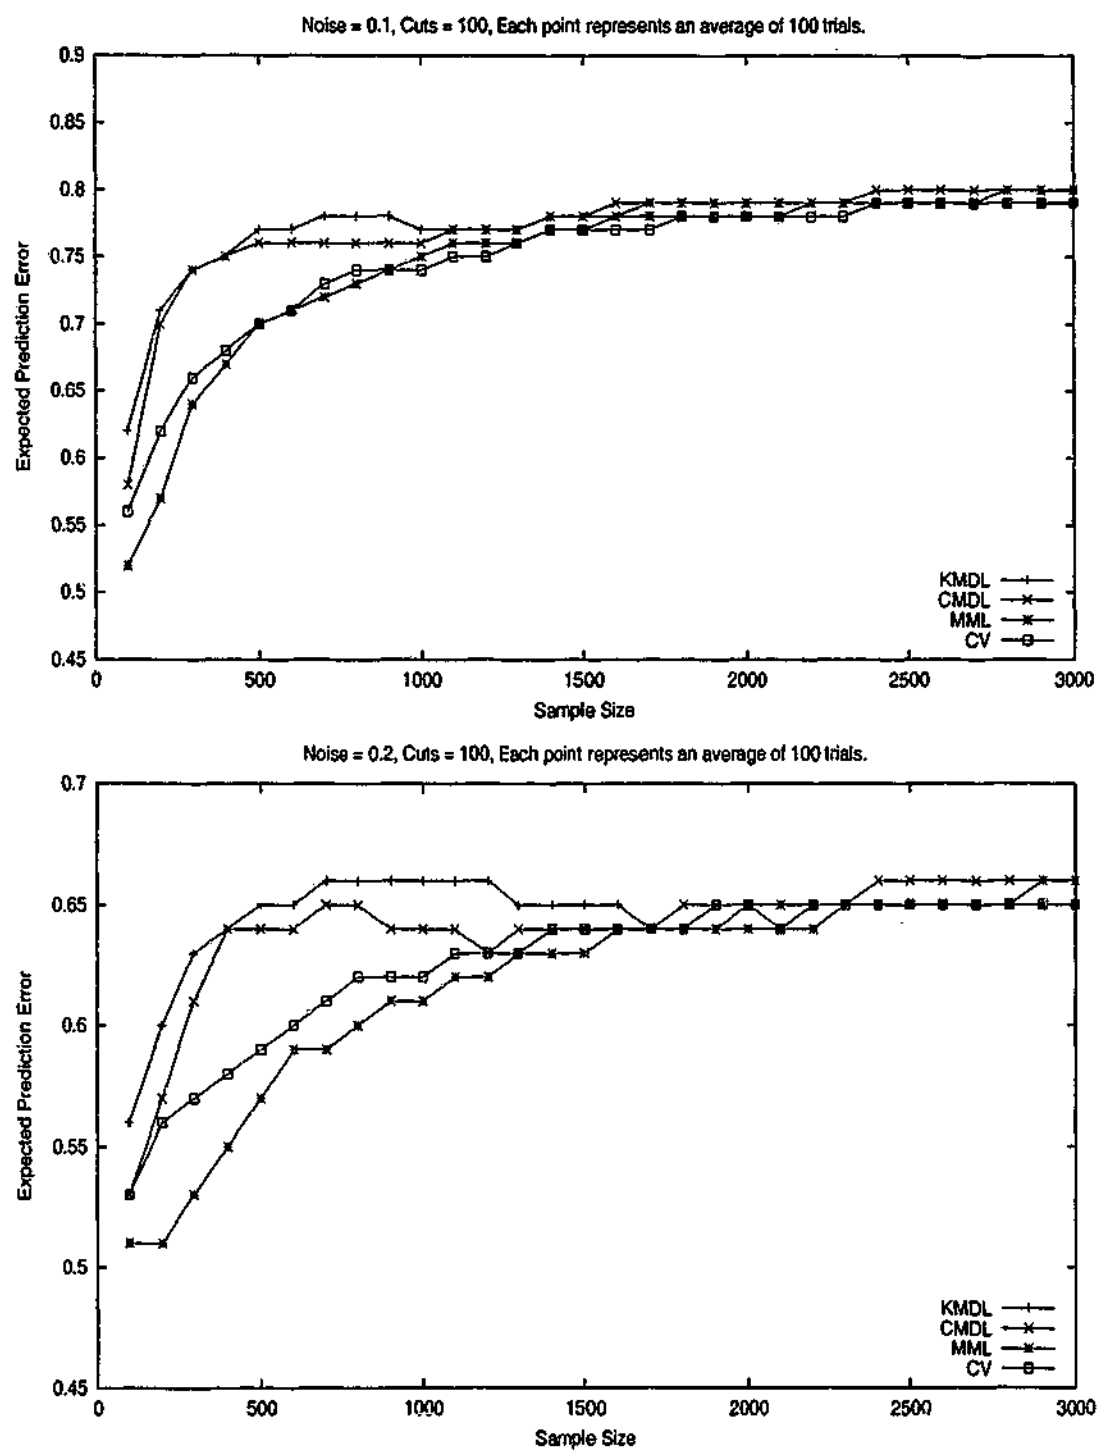 Noise = 0.1, Cuts = 100, Each point represents an average of 100 trials.
0.9
0.85
0.8
0.75
0.7
0.65
0.6
0.55
0.5
0.45
Expected Prediction Error
KMDL
CMDL
MML
CV
0 500 1000 1500 2000 2500 3000
Sample Size
Noise = 0.2, Cuts = 100, Each point represents an average of 100 trials.
0.7
0.65
0.6
0.55
0.5
0.45
Expected Prediction Error
KMDL
CMDL
MML
CV
0 500 1000 1500 2000 2500 3000
Sample Size